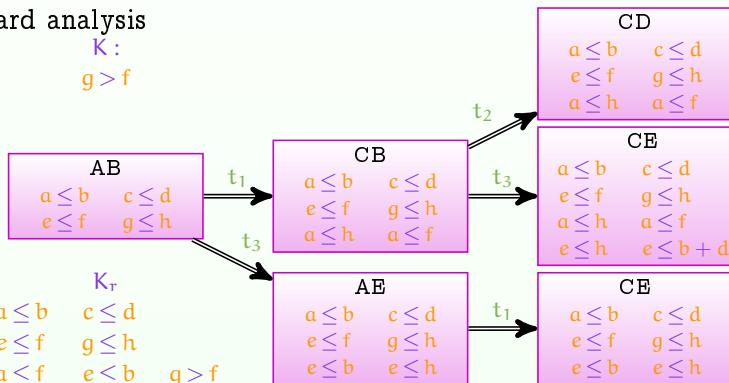 ard analysis
K :
g > f
AB
a ≤ b c ≤ d
e ≤ f g ≤ h
t₁
t₃
CB
a ≤ b c ≤ d
e ≤ f g ≤ h
a ≤ h a ≤ f
t₂
t₃
CD
a ≤ b c ≤ d
e ≤ f g ≤ h
a ≤ h a ≤ f
CE
a ≤ b c ≤ d
e ≤ f g ≤ h
a ≤ h a ≤ f
e ≤ h e ≤ b + d
AE
a ≤ b c ≤ d
e ≤ f g ≤ h
e ≤ b e ≤ h
t₁
CE
a ≤ b c ≤ d
e ≤ f g ≤ h
e ≤ b e ≤ h
Kᵣ
a ≤ b c ≤ d
e ≤ f g ≤ h
a ≤ f e ≤ b g > f